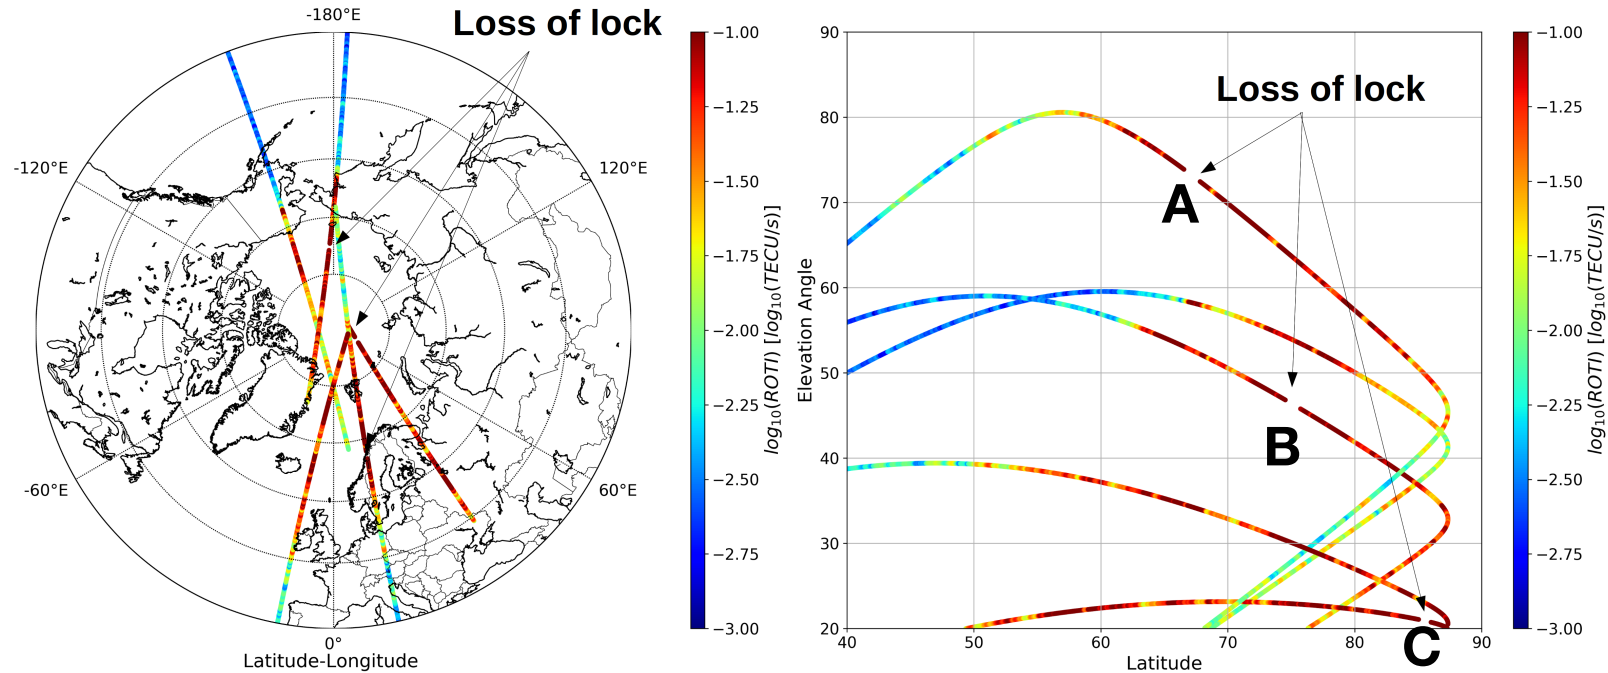 -180°E
Loss of lock
-120°E
120°E
-60°E
60°E
0°
Latitude-Longitude
−1.00
−1.25
−1.50
−1.75
−2.00
−2.25
−2.50
−2.75
−3.00
log10(ROTI) [log10(TECU/s)]
90
80
70
60
50
40
30
20
Elevation Angle
Loss of lock
A
B
C
40 50 60 70 80 90
Latitude
−1.00
−1.25
−1.50
−1.75
−2.00
−2.25
−2.50
−2.75
−3.00
log10(ROTI) [log10(TECU/s)]